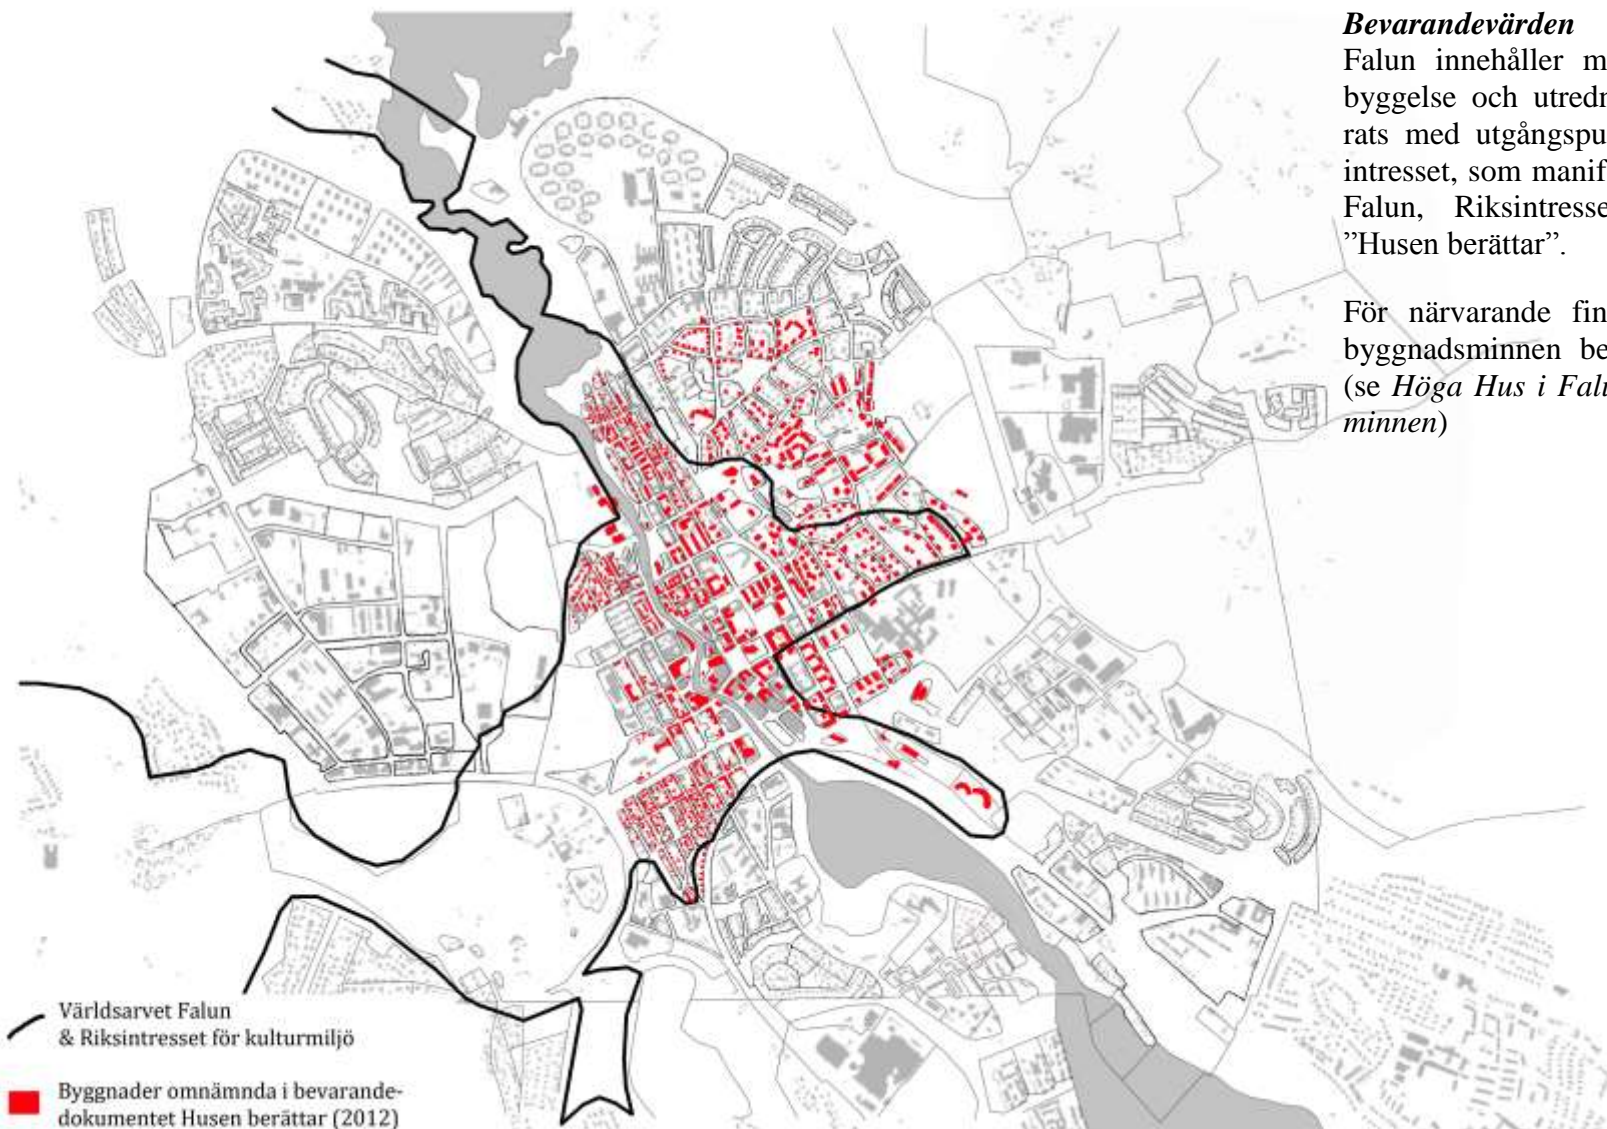 Bevarandevärden
Falun innehåller m
byggelse och utredn
rats med utgångspu
intresset, som manif
Falun, Riksintresse
”Husen berättar”.
För närvarande fin
byggnadsminnen be
(se Höga Hus i Falu
minnen)
Världsarvet Falun
& Riksintresset för kulturmiljö
Byggnader omnämnda i bevarande-
dokumentet Husen berättar (2012)